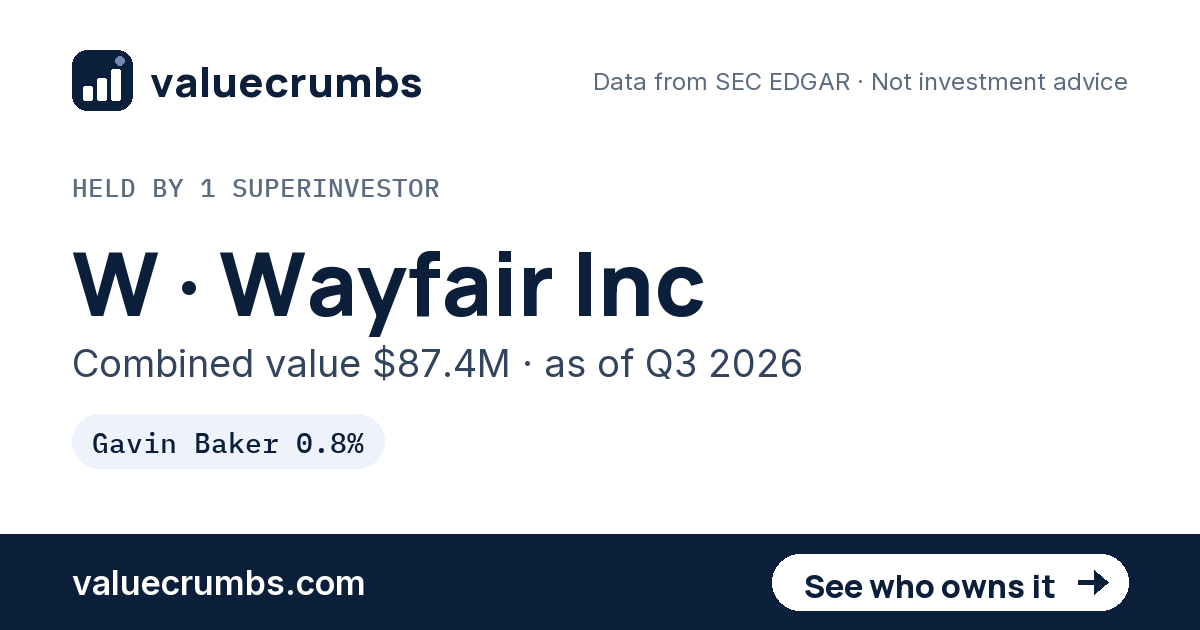 valuecrumbs
Data from SEC EDGAR · Not investment advice
HELD BY 1 SUPERINVESTOR
W · Wayfair Inc
Combined value $87.4M · as of Q3 2026
Gavin Baker 0.8%
valuecrumbs.com
See who owns it →